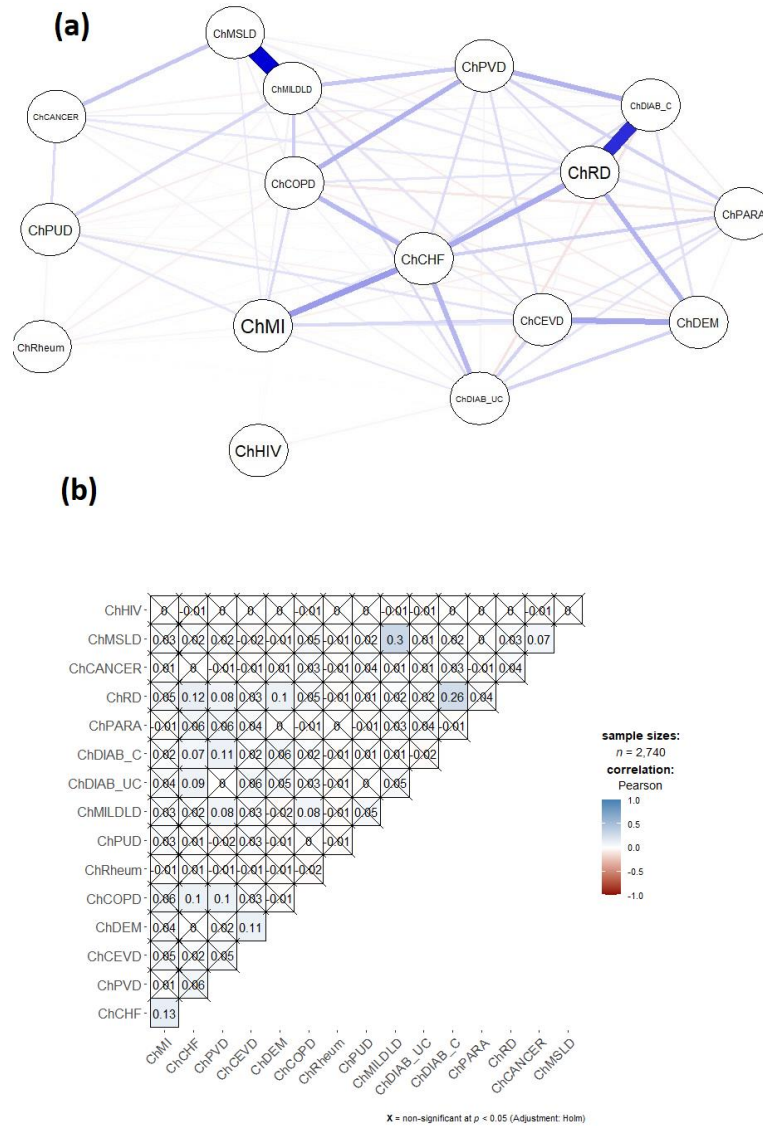 (a)
ChMSLD
ChPVD
ChMILDLD
ChDIAB_C
ChCANCER
ChRD
ChCOPD
ChPARA
ChPUD
ChCHF
ChMI
ChCEVD
ChDEM
ChRheum
ChDIAB_UC
ChHIV
(b)
ChHIV 0 -0.01 0 0 0 -0.01 0 0 -0.01 -0.01 0 0 0 -0.01 0
ChMSLD 0.03 0.02 0.02 -0.02 -0.01 0.05 -0.01 0.02 0.3 0.01 0.02 0 0.03 0.07
ChCANCER 0.01 0 -0.01 -0.01 0.01 0.03 -0.01 0.04 0.01 0.01 0.03 -0.01 0.04
ChRD 0.05 0.12 0.08 0.03 0.1 0.05 -0.01 0.01 0.02 0.02 0.26 0.04
ChPARA -0.01 0.06 0.06 0.04 0 -0.01 0 -0.01 0.03 0.04 -0.01
ChDIAB_C 0.02 0.07 0.11 0.02 0.06 0.02 -0.01 0.01 0.01 -0.02
ChDIAB_UC 0.04 0.09 0 0.06 0.05 0.03 -0.01 0 0.05
ChMILDLD 0.03 0.02 0.08 0.03 -0.02 0.08 -0.01 0.05
ChPUD 0.03 0.01 -0.02 0.03 -0.01 0 -0.01
ChRheum -0.01 0.01 -0.01 -0.01 -0.01 -0.02
ChCOPD 0.06 0.1 0.1 0.03 -0.01
ChDEM 0.04 0 0.02 0.11
ChCEVD 0.05 0.02 0.05
ChPVD 0.01 0.06
ChCHF 0.13
ChMI ChCHF ChPVD ChCEVD ChDEM ChCOPD ChRheum ChPUD ChMILDLD ChDIAB_UC ChDIAB_C ChPARA ChRD ChCANCER ChMSLD
sample sizes:
n = 2,740
correlation:
Pearson
1.0
0.5
0.0
-0.5
-1.0
X = non-significant at p < 0.05 (Adjustment: Holm)